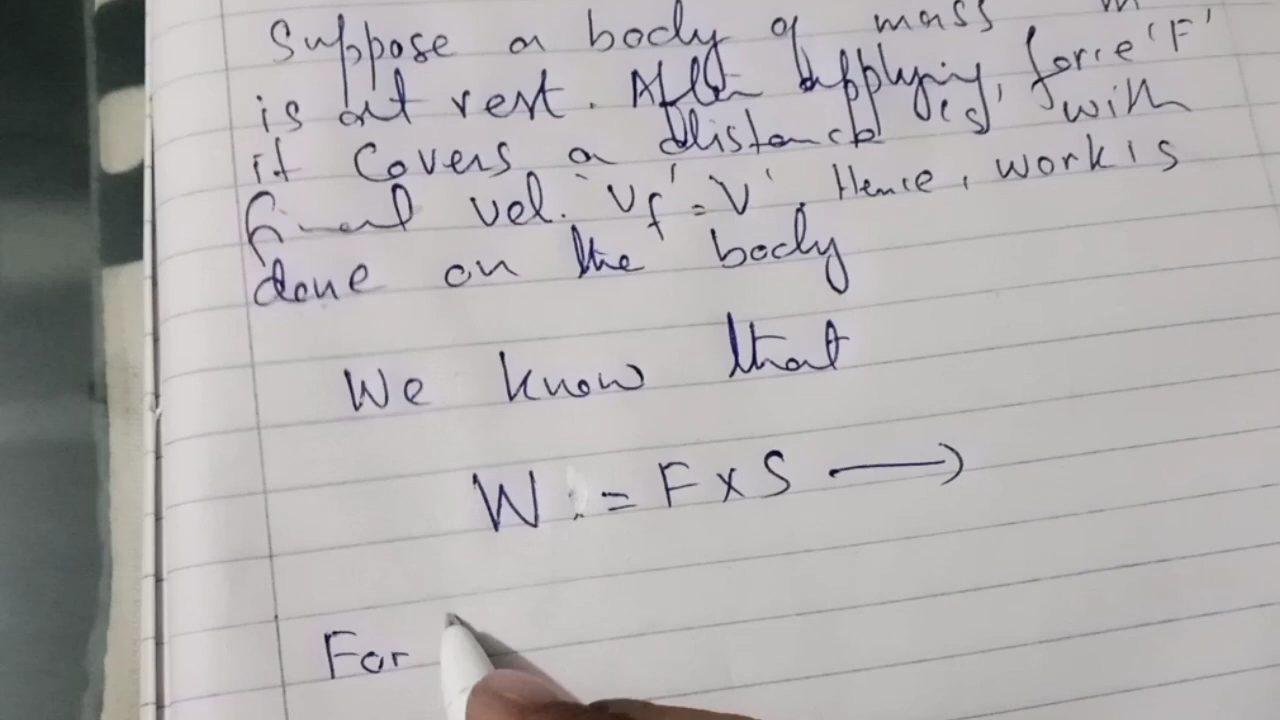 Suppose a body of mass m
is at rest. After applying, force 'F'
it covers a distance 's' with
final vel. 'Vf' = V'. Hence, work is
done on the body
We know that
W = F x S ⟶
For